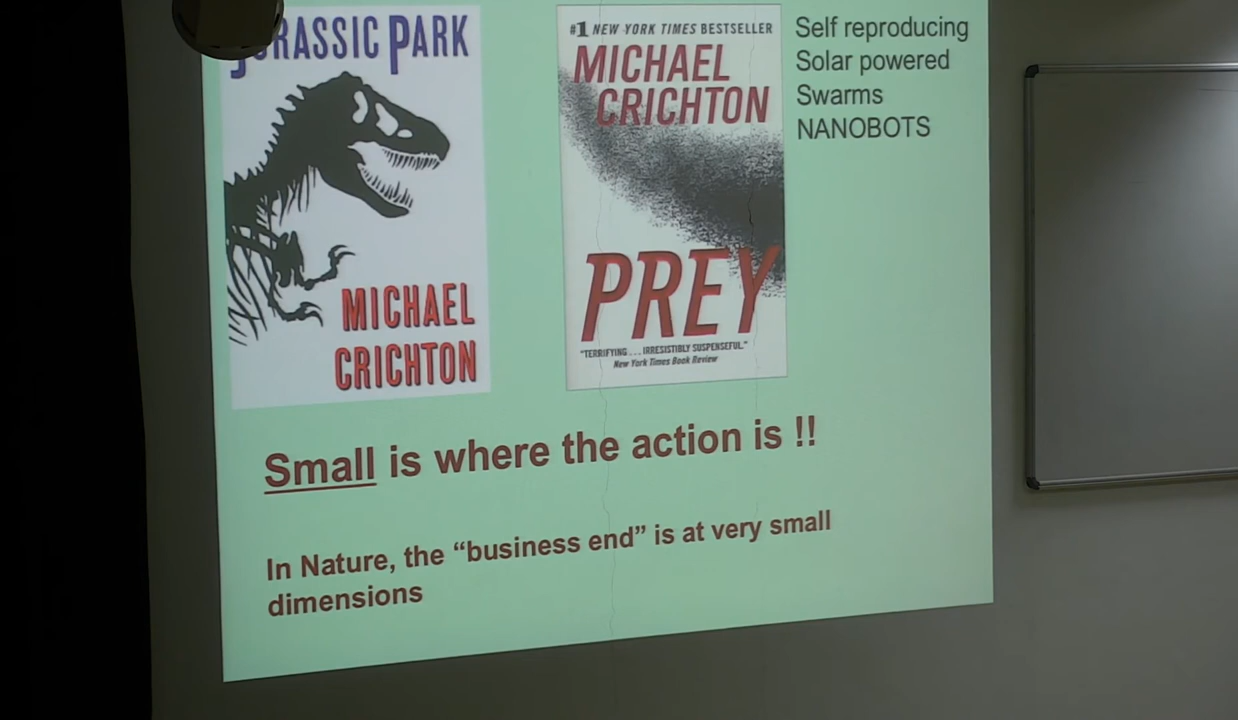 JURASSIC PARK
MICHAEL
CRICHTON
#1 NEW YORK TIMES BESTSELLER
MICHAEL
CRICHTON
PREY
"TERRIFYING . . . IRRESISTIBLY SUSPENSEFUL."
New York Times Book Review
Self reproducing
Solar powered
Swarms
NANOBOTS
Small is where the action is !!
In Nature, the “business end” is at very small
dimensions